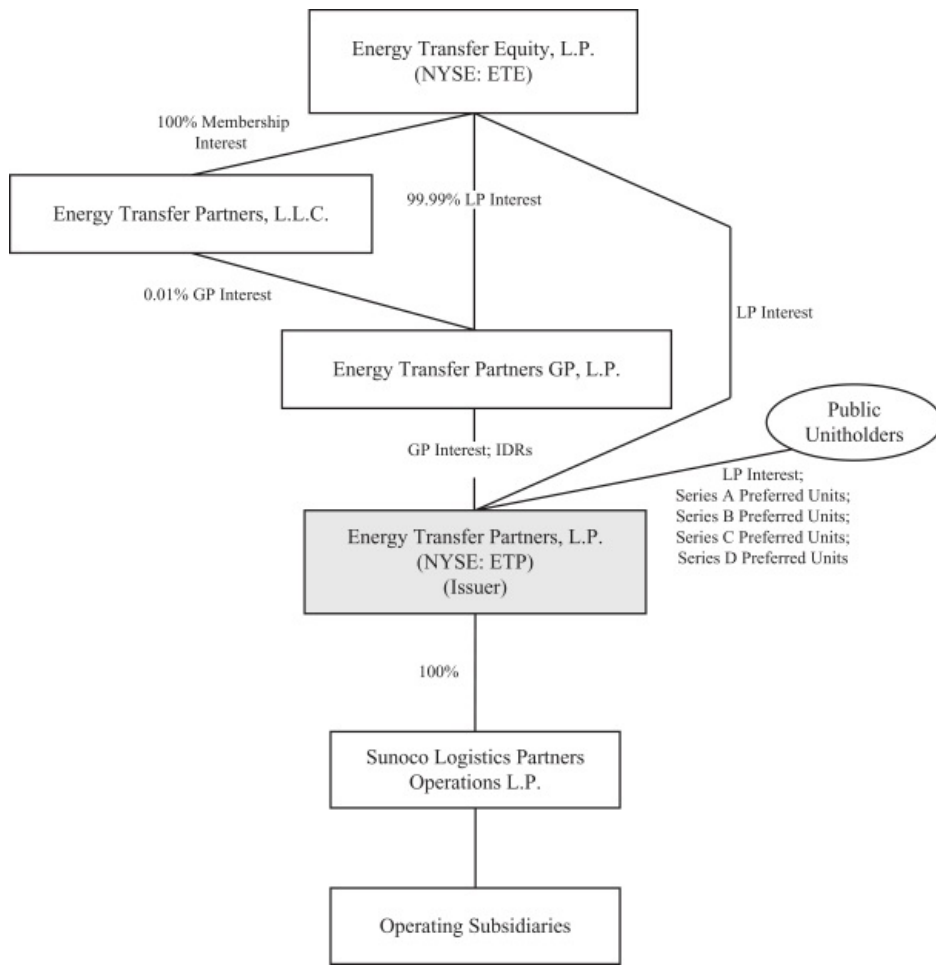 Energy Transfer Equity, L.P.
(NYSE: ETE)
100% Membership
Interest
Energy Transfer Partners, L.L.C.
99.99% LP Interest
0.01% GP Interest
LP Interest
Energy Transfer Partners GP, L.P.
Public
Unitholders
GP Interest; IDRs
LP Interest;
Series A Preferred Units;
Series B Preferred Units;
Series C Preferred Units;
Series D Preferred Units
Energy Transfer Partners, L.P.
(NYSE: ETP)
(Issuer)
100%
Sunoco Logistics Partners
Operations L.P.
Operating Subsidiaries